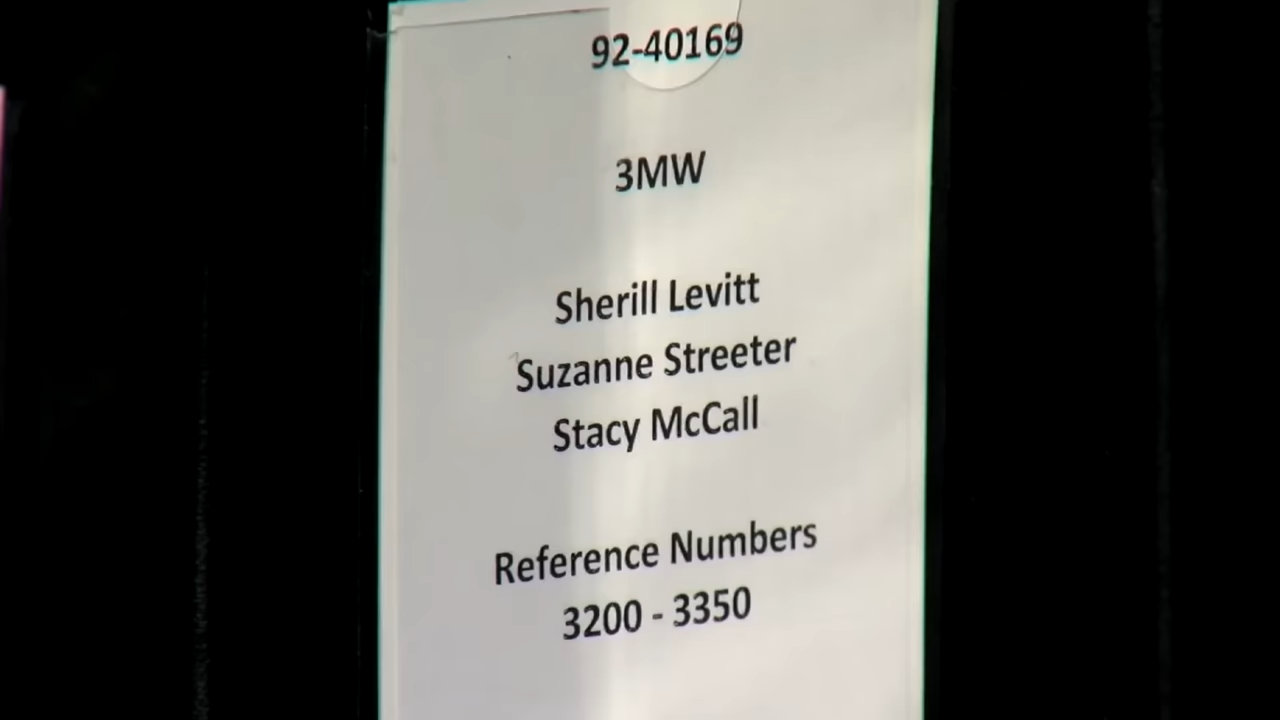 92-40169
3MW
Sherill Levitt
Suzanne Streeter
Stacy McCall
Reference Numbers
3200 - 3350